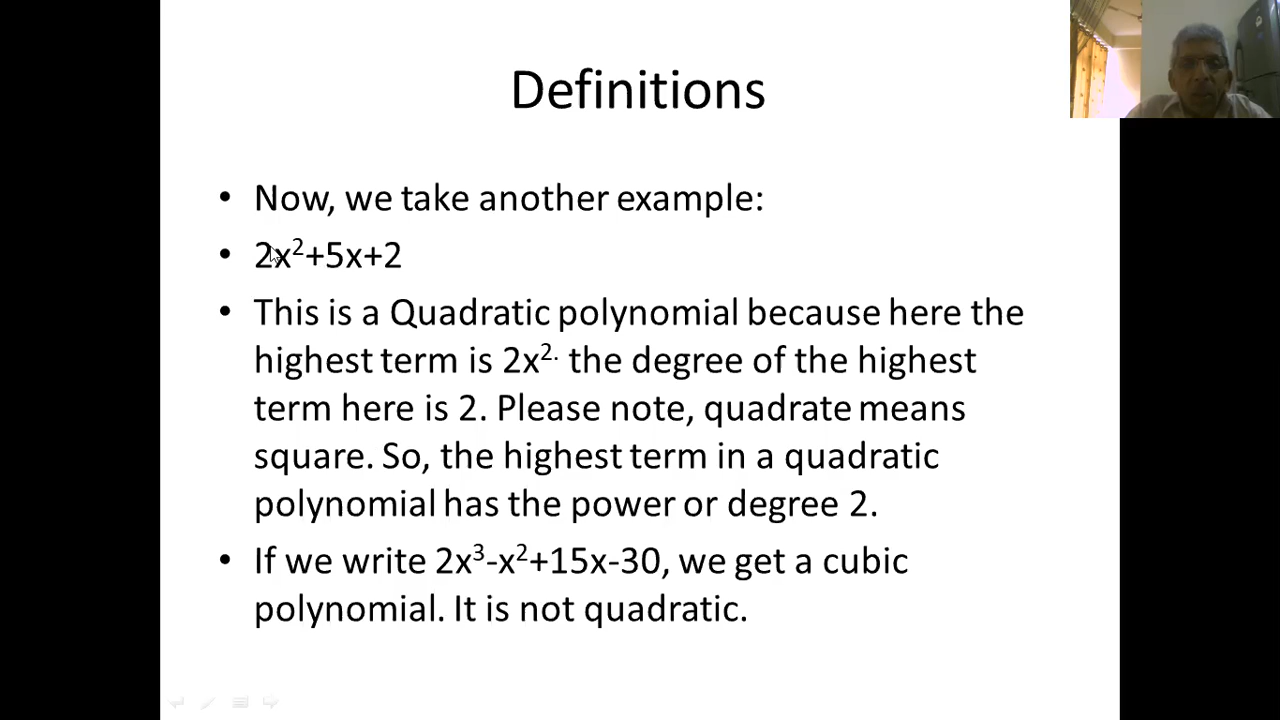 Definitions
• Now, we take another example:
• 2x²+5x+2
• This is a Quadratic polynomial because here the
highest term is 2x²· the degree of the highest
term here is 2. Please note, quadrate means
square. So, the highest term in a quadratic
polynomial has the power or degree 2.
• If we write 2x³-x²+15x-30, we get a cubic
polynomial. It is not quadratic.